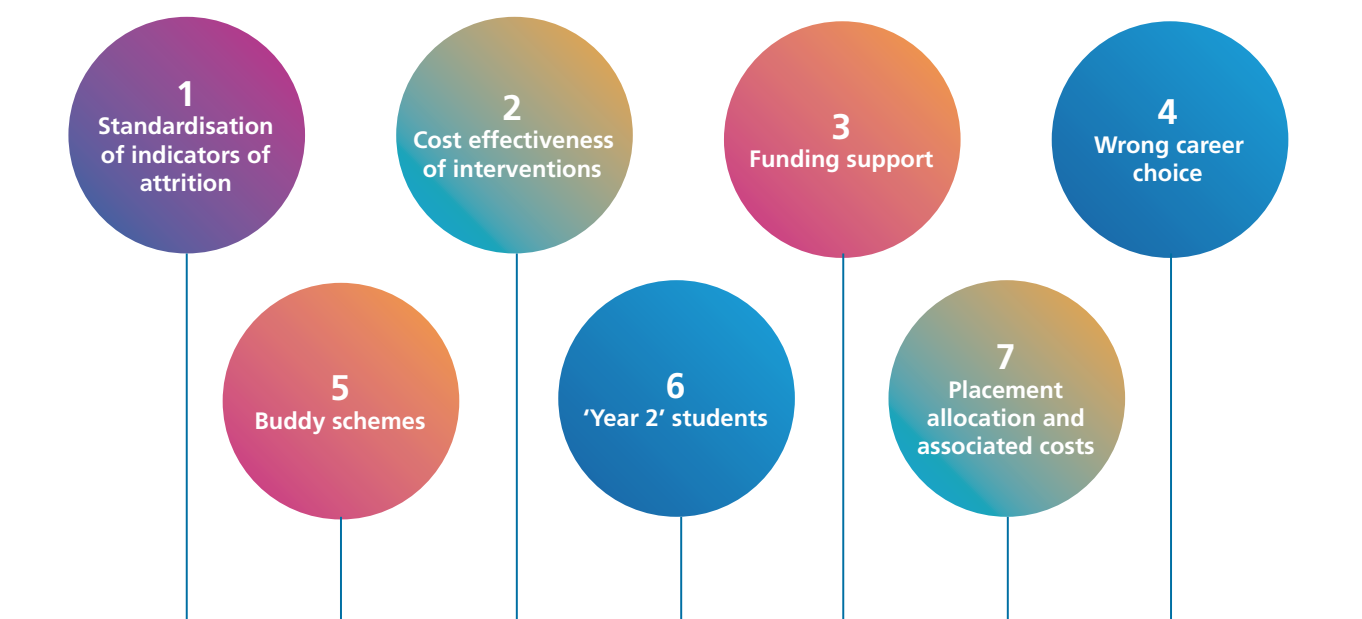 1
Standardisation
of indicators of
attrition
2
Cost effectiveness
of interventions
3
Funding support
4
Wrong career
choice
5
Buddy schemes
6
‘Year 2’ students
7
Placement
allocation and
associated costs